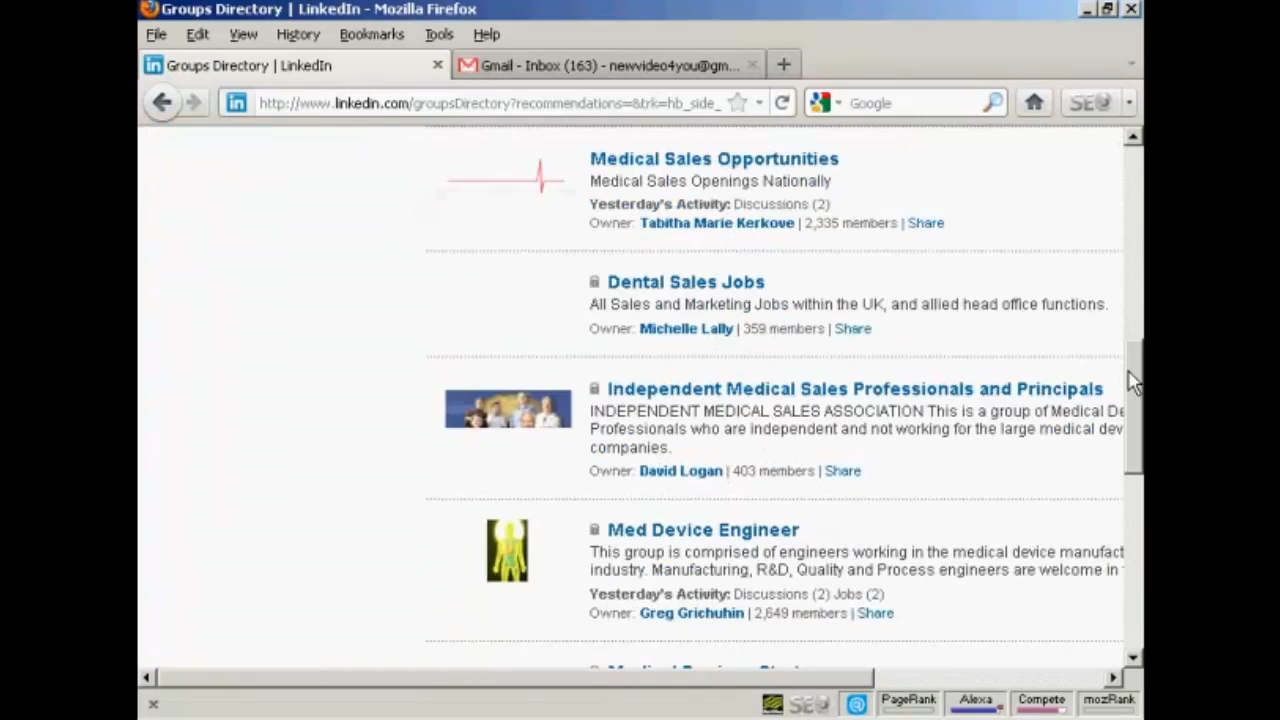 Groups Directory | LinkedIn - Mozilla Firefox
File Edit View History Bookmarks Tools Help
Groups Directory | LinkedIn
Gmail - Inbox (163) - newvideo4you@gm...
http://www.linkedin.com/groupsDirectory?recommendations=&trk=hb_side_
Google
SEO
Medical Sales Opportunities
Medical Sales Openings Nationally
Yesterday's Activity: Discussions (2)
Owner: Tabitha Marie Kerkove | 2,335 members | Share
Dental Sales Jobs
All Sales and Marketing Jobs within the UK, and allied head office functions.
Owner: Michelle Lally | 359 members | Share
Independent Medical Sales Professionals and Principals
INDEPENDENT MEDICAL SALES ASSOCIATION This is a group of Medical De
Professionals who are independent and not working for the large medical dev
companies.
Owner: David Logan | 403 members | Share
Med Device Engineer
This group is comprised of engineers working in the medical device manufact
industry. Manufacturing, R&D, Quality and Process engineers are welcome in
Yesterday's Activity: Discussions (2) Jobs (2)
Owner: Greg Grichuhin | 2,649 members | Share
SEO PageRank Alexa Compete mozRank